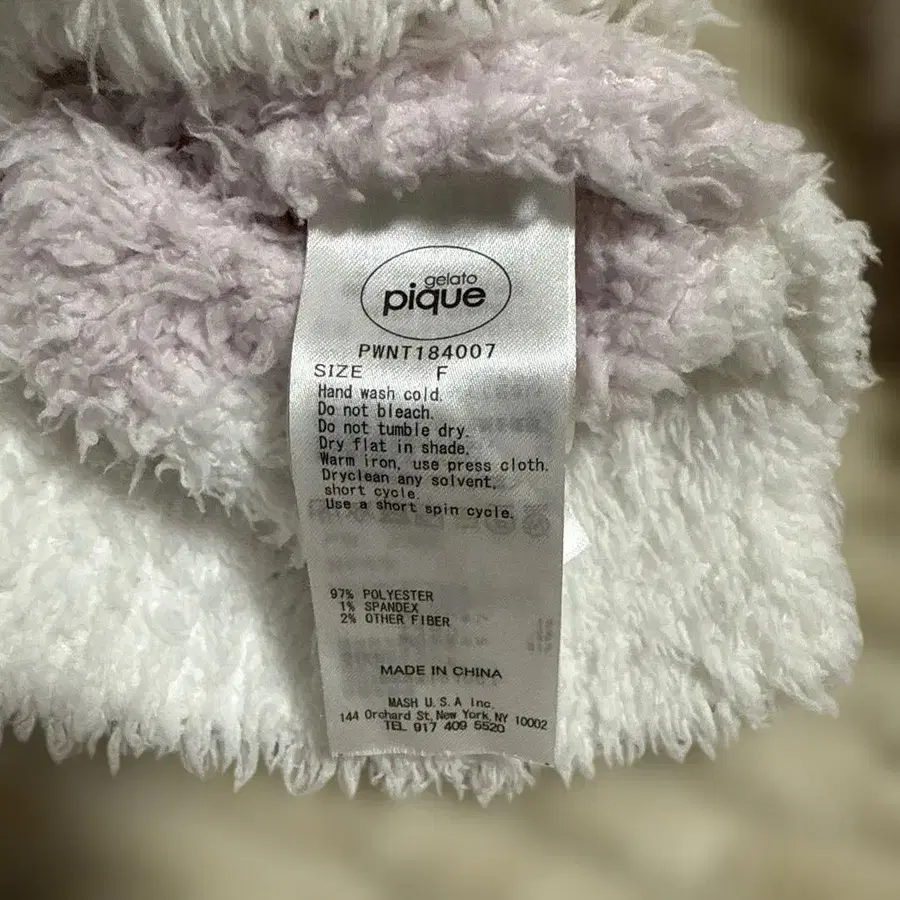 gelato
pique
PWNT184007
SIZE F
Hand wash cold.
Do not bleach.
Do not tumble dry.
Dry flat in shade.
Warm iron, use press cloth.
Dryclean any solvent,
short cycle.
Use a short spin cycle.
97% POLYESTER
1% SPANDEX
2% OTHER FIBER
MADE IN CHINA
MASH U.S.A Inc.
144 Orchard St, New York, NY 10002
TEL 917 409 5520